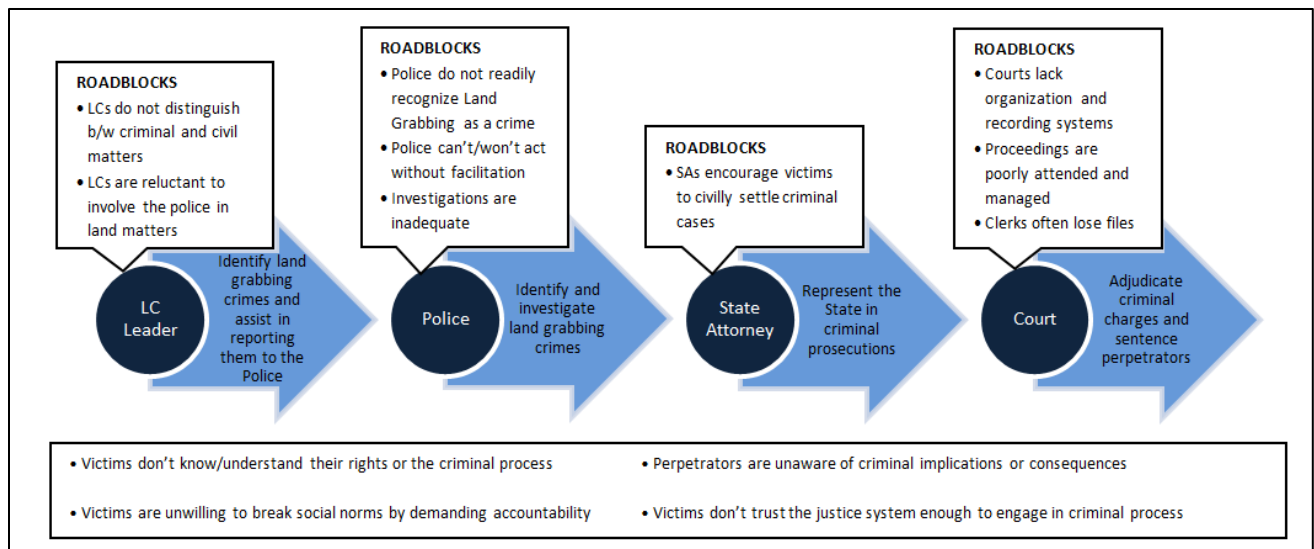 ROADBLOCKS
• LCs do not distinguish
b/w criminal and civil
matters
• LCs are reluctant to
involve the police in
land matters
LC
Leader
Identify land
grabbing
crimes and
assist in
reporting
them to the
Police
ROADBLOCKS
• Police do not readily
recognize Land
Grabbing as a crime
• Police can't/won't act
without facilitation
• Investigations are
inadequate
Police
Identify and
investigate
land grabbing
crimes
ROADBLOCKS
• SAs encourage victims
to civilly settle criminal
cases
State
Attorney
Represent the
State in
criminal
prosecutions
ROADBLOCKS
• Courts lack
organization and
recording systems
• Proceedings are
poorly attended and
managed
• Clerks often lose files
Court
Adjudicate
criminal
charges and
sentence
perpetrators
• Victims don't know/understand their rights or the criminal process
• Perpetrators are unaware of criminal implications or consequences
• Victims are unwilling to break social norms by demanding accountability
• Victims don't trust the justice system enough to engage in criminal process